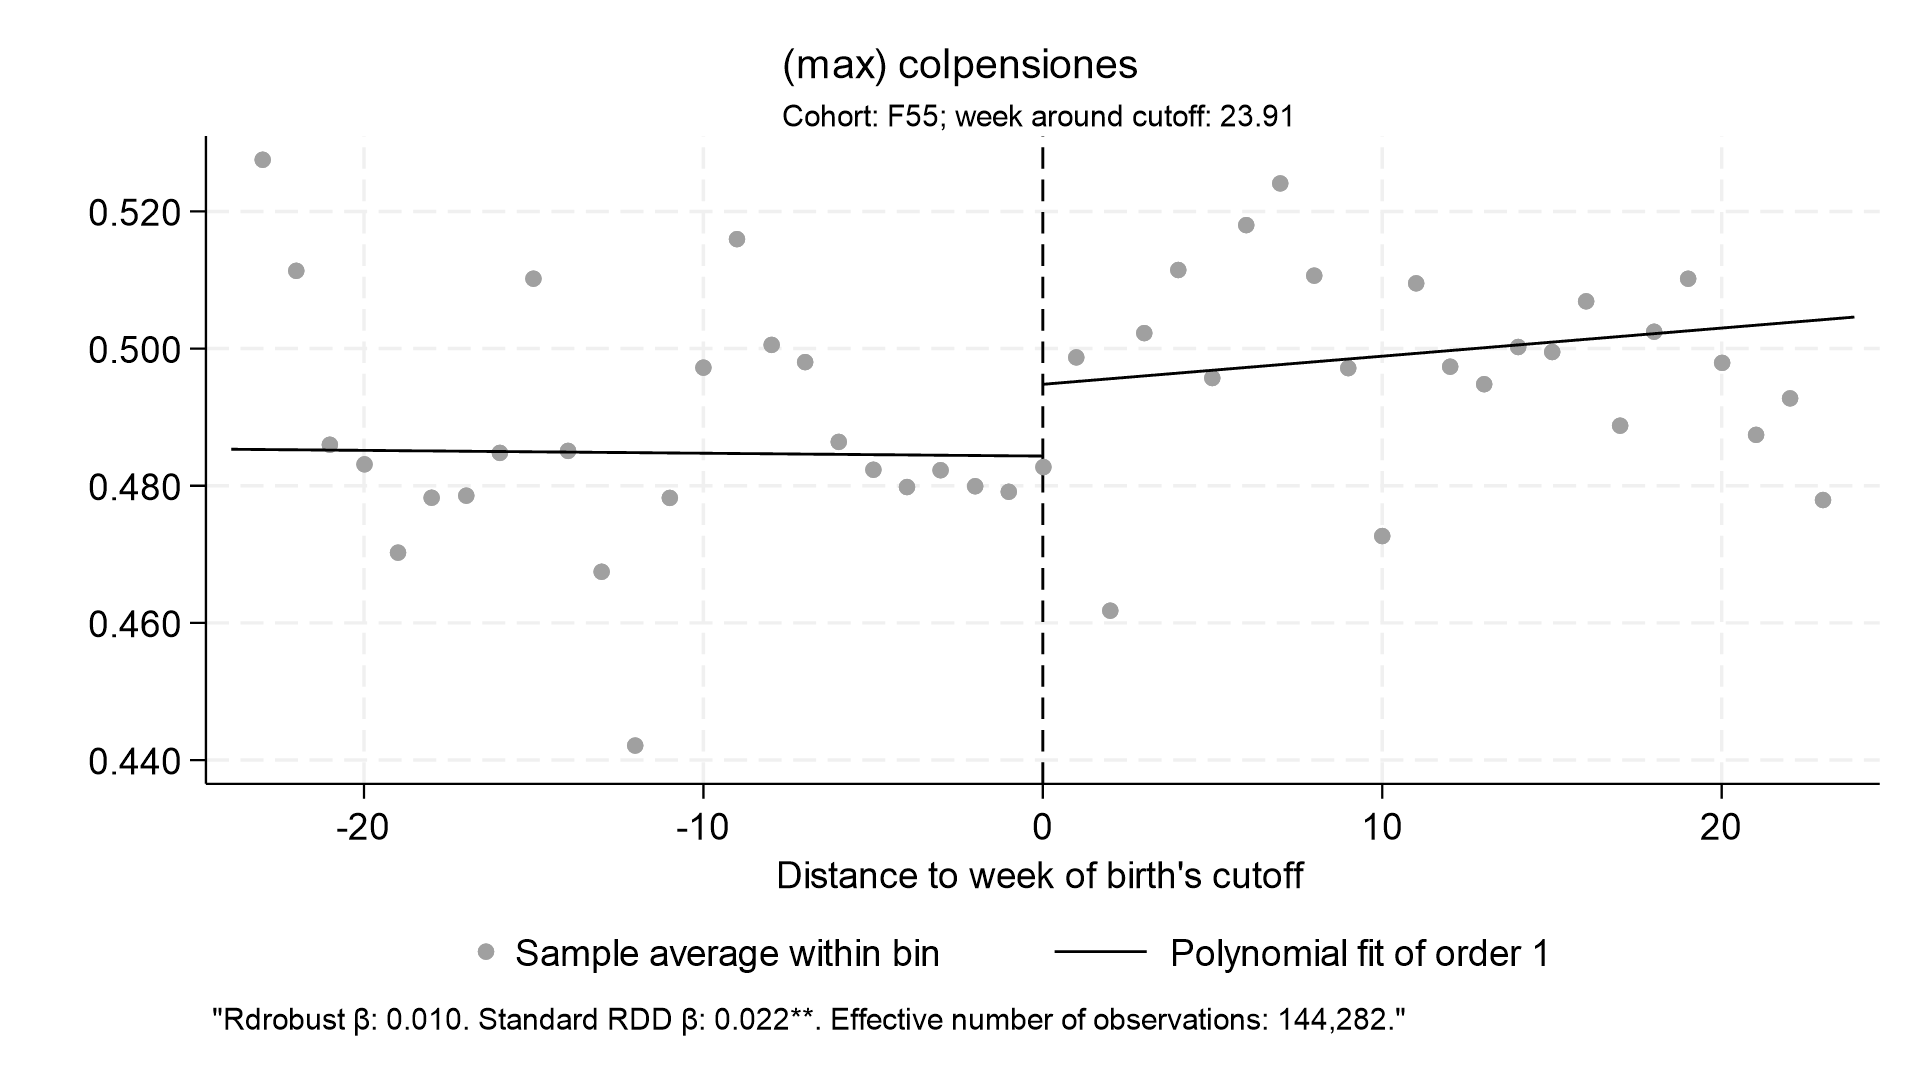 (max) colpensiones
Cohort: F55; week around cutoff: 23.91
0.520
0.500
0.480
0.460
0.440
-20 -10 0 10 20
Distance to week of birth's cutoff
Sample average within bin Polynomial fit of order 1
"Rdrobust β: 0.010. Standard RDD β: 0.022**. Effective number of observations: 144,282."